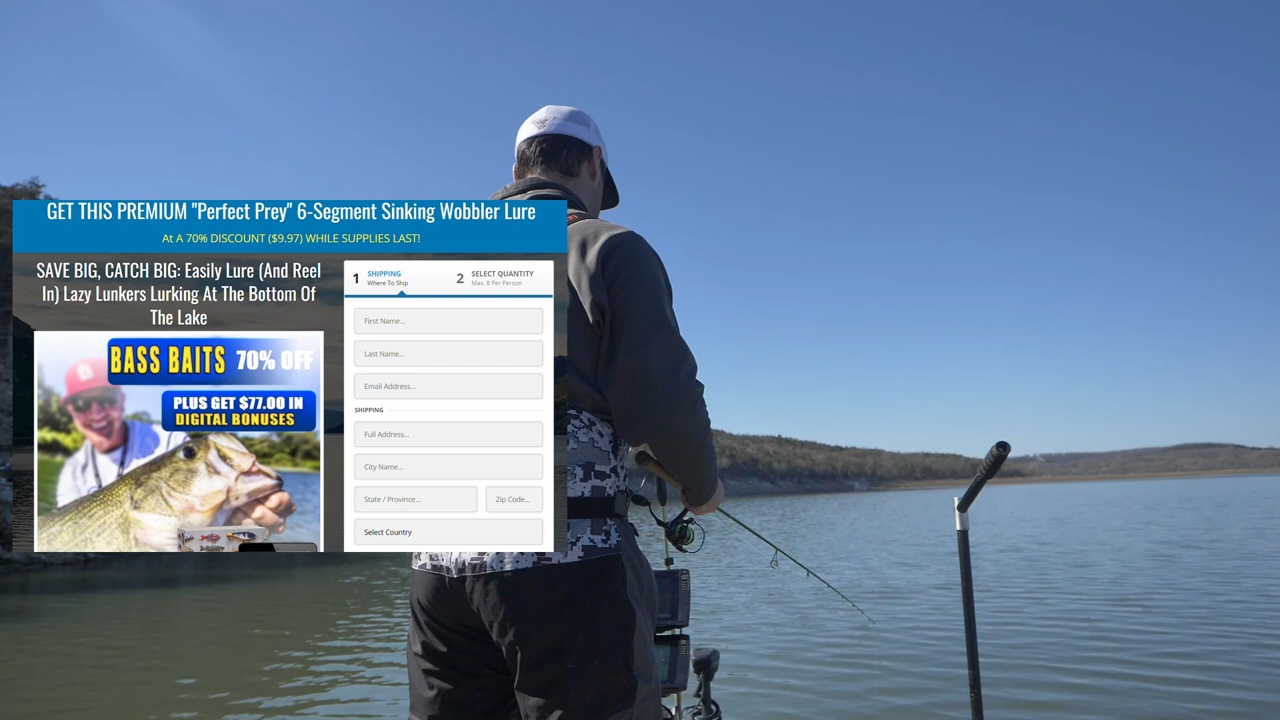 GET THIS PREMIUM "Perfect Prey" 6-Segment Sinking Wobbler Lure
At A 70% DISCOUNT ($9.97) WHILE SUPPLIES LAST!
SAVE BIG, CATCH BIG: Easily Lure (And Reel
In) Lazy Lunkers Lurking At The Bottom Of
The Lake
BASS BAITS 70% OFF
PLUS GET $77.00 IN
DIGITAL BONUSES
1 SHIPPING
Where To Ship
2 SELECT QUANTITY
Max. 8 Per Person
First Name...
Last Name...
Email Address...
SHIPPING
Full Address...
City Name...
State / Province...
Zip Code...
Select Country